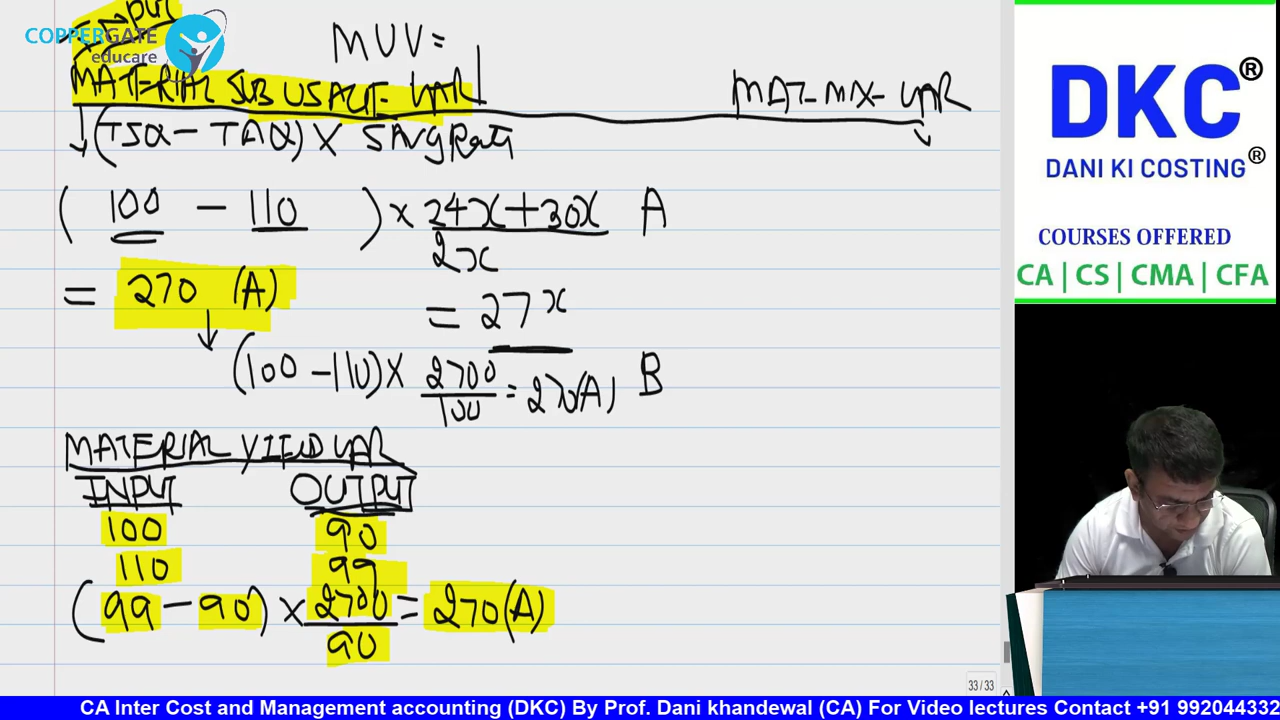 INPUT
COPPERGATE
educare
MUV=
MATERIAL SUB USAGE VAR
MAT-MIX-VAR
(TSQ - TAQ) X SAvg Rate
( 100 - 110 ) x 24x+30x A
2x
= 270 (A)
= 27x
(100 -110)x 2700 = 270(A) B
100
MATERIAL YIELD VAR
INPUT OUTPUT
100 90
110 99
(99 - 90) x 2700 = 270 (A)
90
33/33
DKC®
DANI KI COSTING®
COURSES OFFERED
CA | CS | CMA | CFA
CA Inter Cost and Management accounting (DKC) By Prof. Dani khandewal (CA) For Video lectures Contact +91 992044332